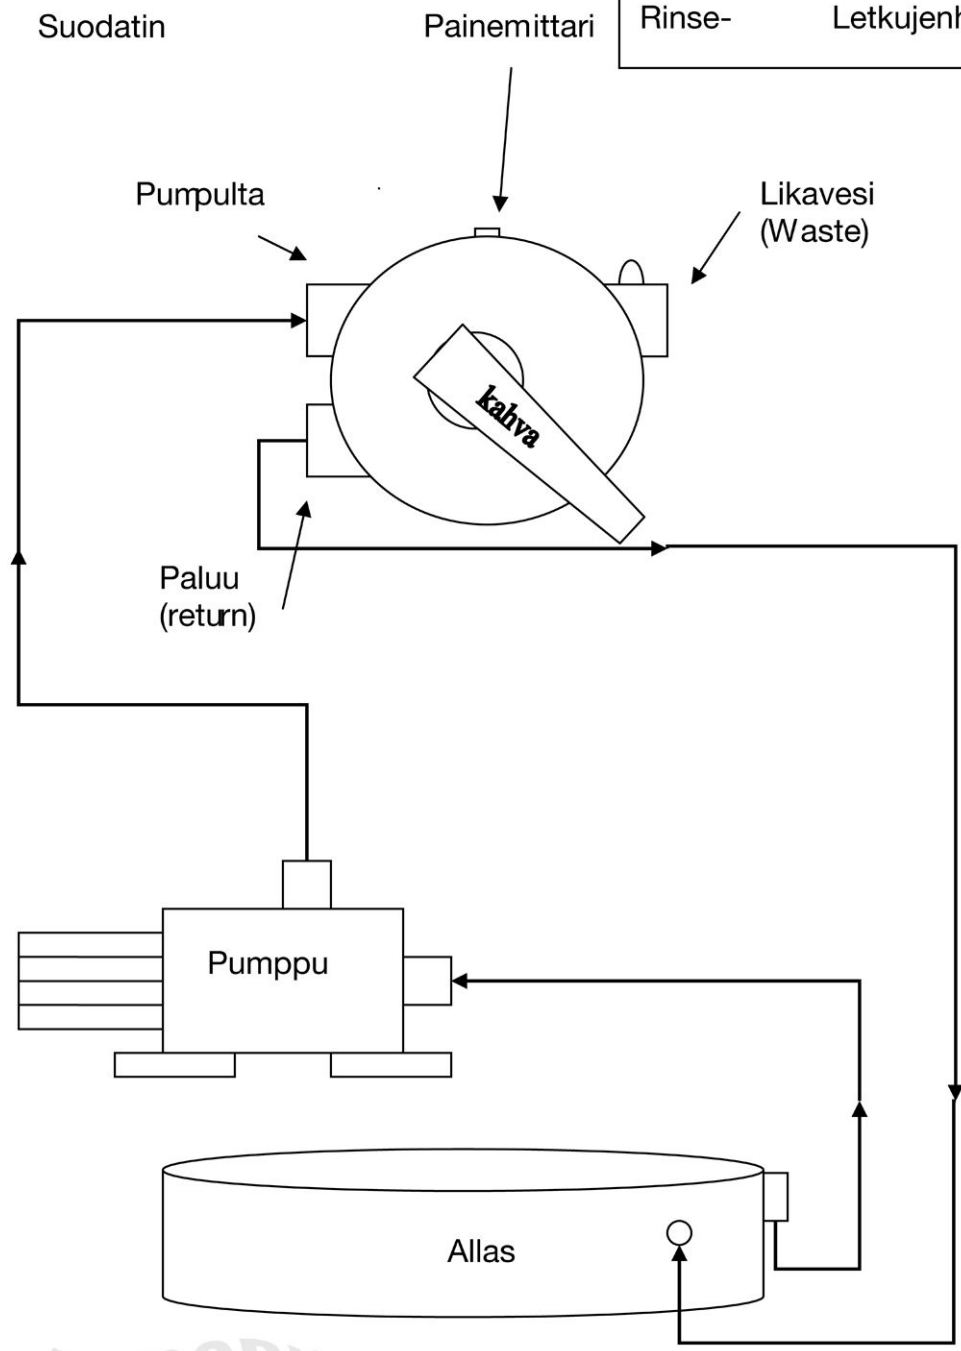 Suodatin
Painemittari
Rinse-
Pumpulta
Likavesi
(Waste)
kahva
Paluu
(return)
Pumppu
Allas